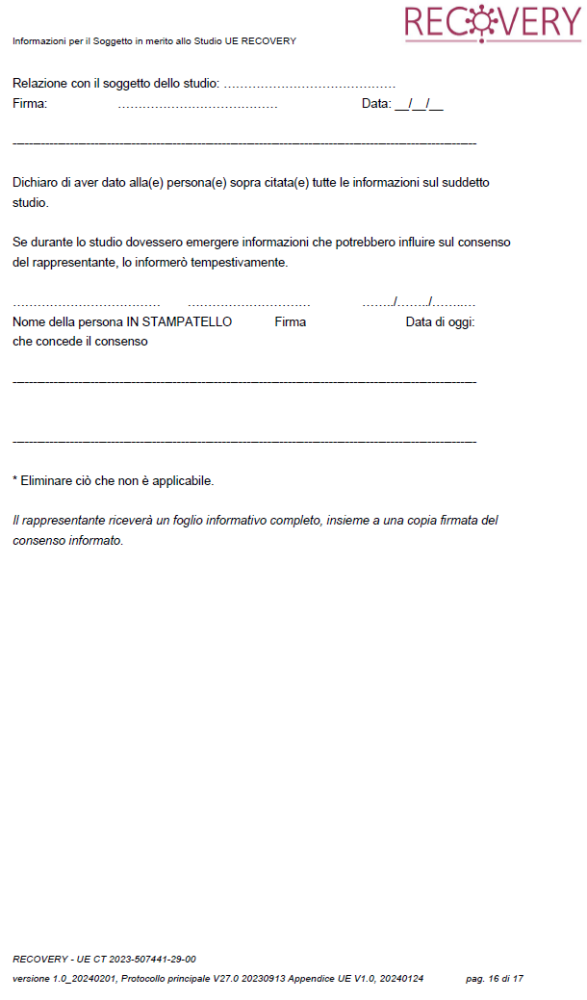 RECOVERY
Informazioni per il Soggetto in merito allo Studio UE RECOVERY
Relazione con il soggetto dello studio: ……………………………………
Firma: ………………………………… Data: __/__/__
Dichiaro di aver dato alla(e) persona(e) sopra citata(e) tutte le informazioni sul suddetto
studio.
Se durante lo studio dovessero emergere informazioni che potrebbero influire sul consenso
del rappresentante, lo informerò tempestivamente.
……………………………… ………………………… ……../……../…….…
Nome della persona IN STAMPATELLO Firma Data di oggi:
che concede il consenso
* Eliminare ciò che non è applicabile.
Il rappresentante riceverà un foglio informativo completo, insieme a una copia firmata del
consenso informato.
RECOVERY - UE CT 2023-507441-29-00
versione 1.0_20240201, Protocollo principale V27.0 20230913 Appendice UE V1.0, 20240124 pag. 16 di 17